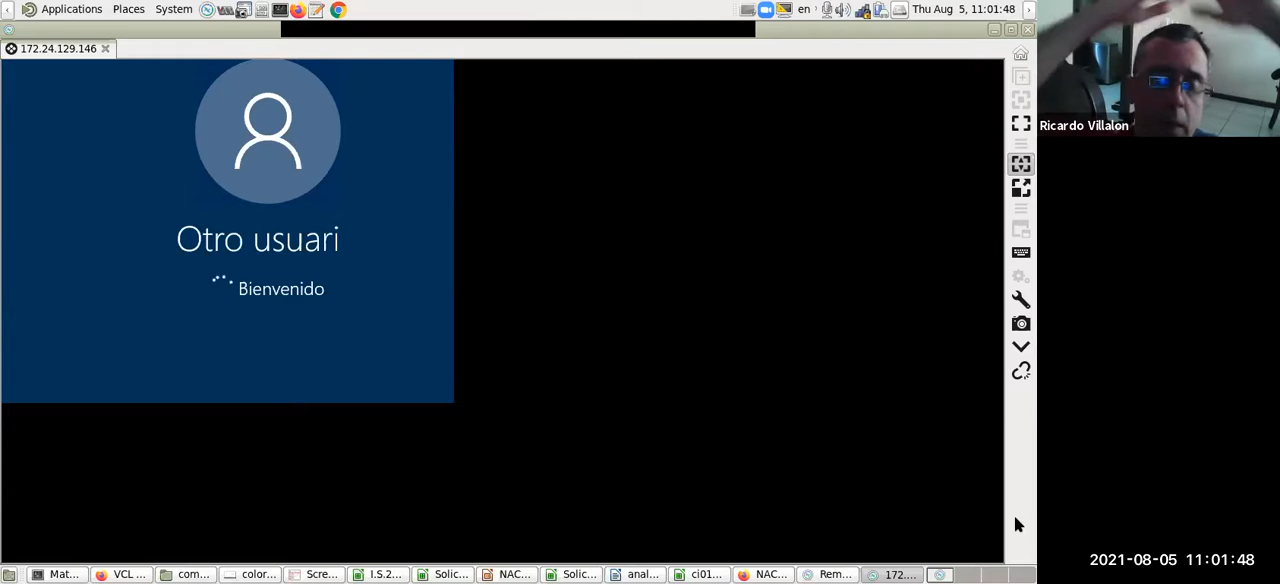 Applications Places System en Thu Aug 5, 11:01:48
172.24.129.146
Otro usuari
Bienvenido
Ricardo Villalon
2021-08-05 11:01:48
Mat... VCL ... com... color... Scre... I.S.2... Solic... NAC... Solic... anal... ci01... NAC... Rem... 172....